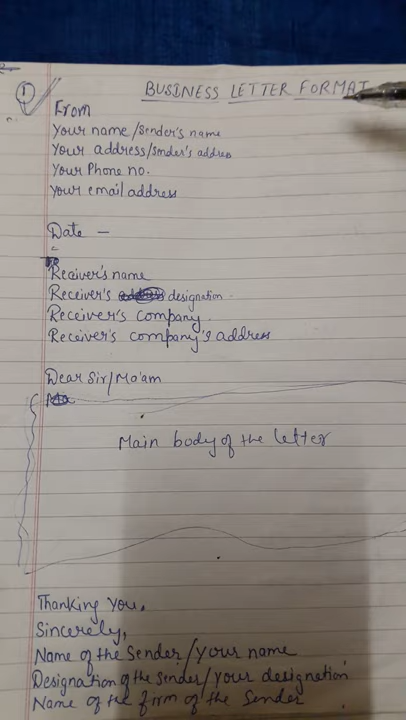 ① BUSINESS LETTER FORMAT
From
Your name/Sender's name
Your address/Sender's address
Your Phone no.
Your email address
Date —
Receiver's name
Receiver's designation.
Receiver's company.
Receiver's company's address
Dear Sir/Ma'am
Main body of the letter
Thanking You,
Sincerely,
Name of the Sender/your name
Designation of the sender/your designation
Name of the firm of the Sender